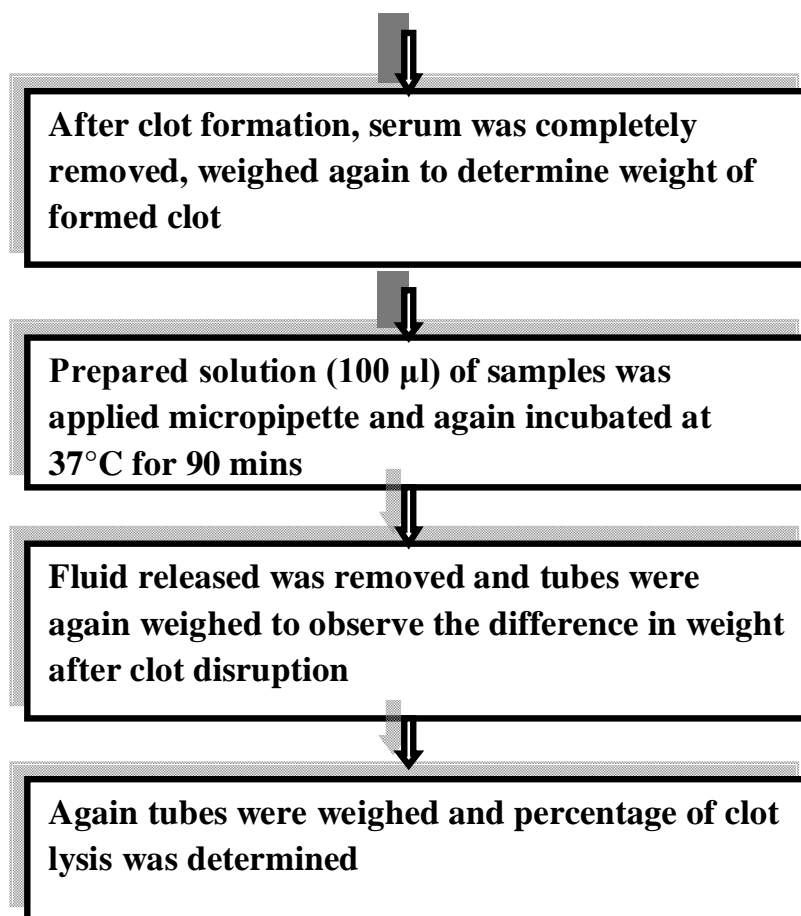 After clot formation, serum was completely
removed, weighed again to determine weight of
formed clot
Prepared solution (100 µl) of samples was
applied micropipette and again incubated at
37°C for 90 mins
Fluid released was removed and tubes were
again weighed to observe the difference in weight
after clot disruption
Again tubes were weighed and percentage of clot
lysis was determined